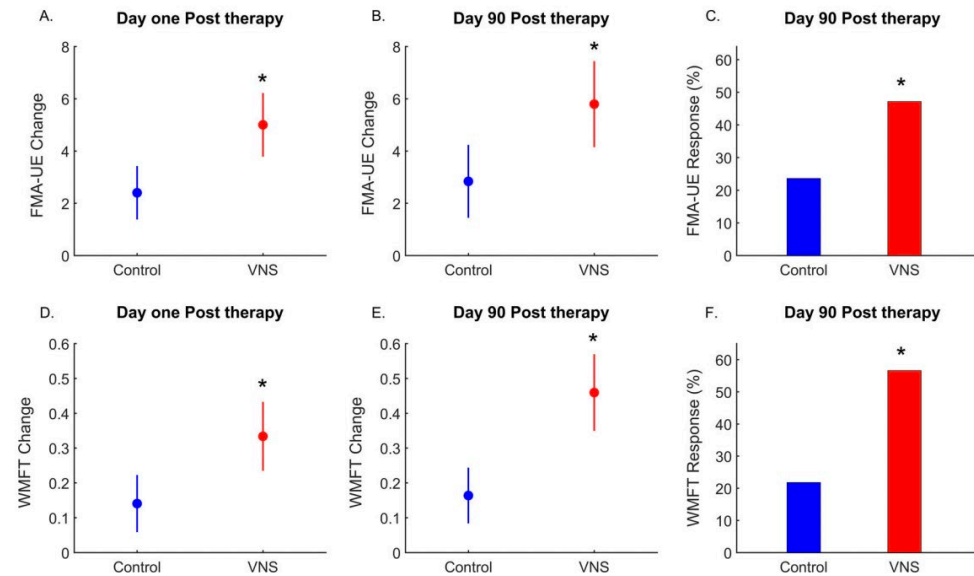 A.
Day one Post therapy
8
6
4
2
0
FMA-UE Change
*
Control
VNS
B.
Day 90 Post therapy
8
6
4
2
0
FMA-UE Change
*
Control
VNS
C.
Day 90 Post therapy
60
50
40
30
20
10
0
FMA-UE Response (%)
*
Control
VNS
D.
Day one Post therapy
0.6
0.5
0.4
0.3
0.2
0.1
0
WMFT Change
*
Control
VNS
E.
Day 90 Post therapy
0.6
0.5
0.4
0.3
0.2
0.1
0
WMFT Change
*
Control
VNS
F.
Day 90 Post therapy
60
50
40
30
20
10
0
WMFT Response (%)
*
Control
VNS